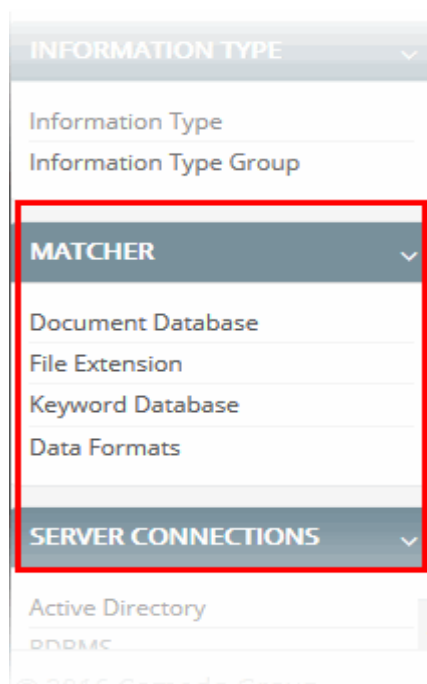 INFORMATION TYPE
Information Type
Information Type Group
MATCHER
Document Database
File Extension
Keyword Database
Data Formats
SERVER CONNECTIONS
Active Directory
RDBMS